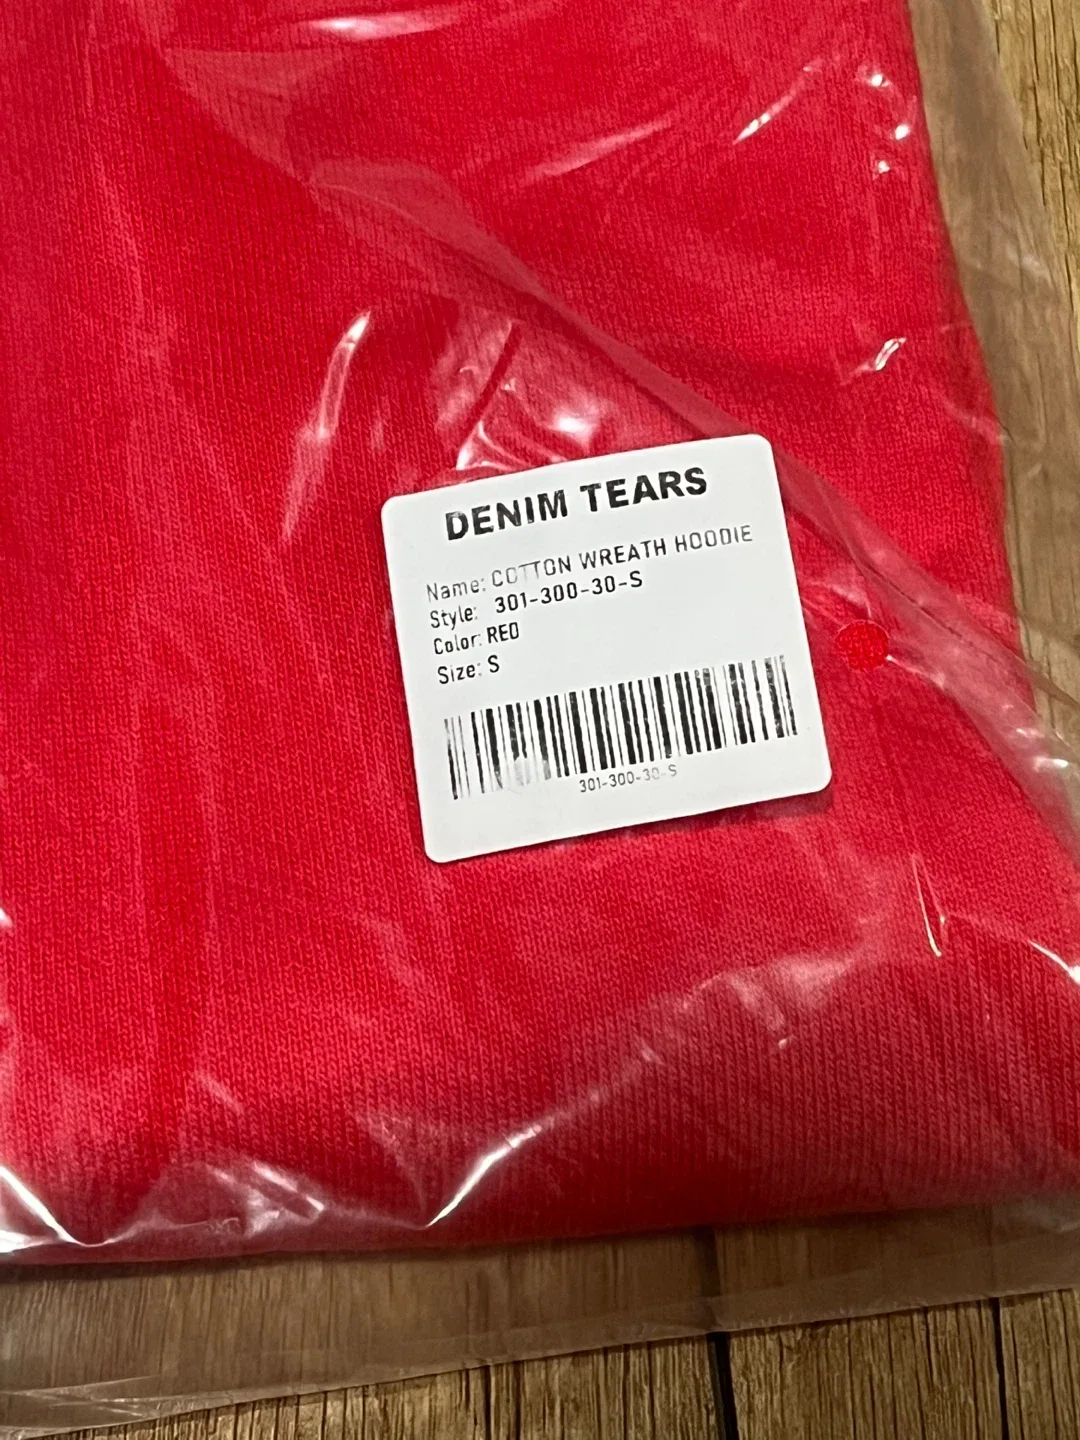 DENIM TEARS
Name: COTTON WREATH HOODIE
Style: 301-300-30-S
Color: RED
Size: S
301-300-30-S